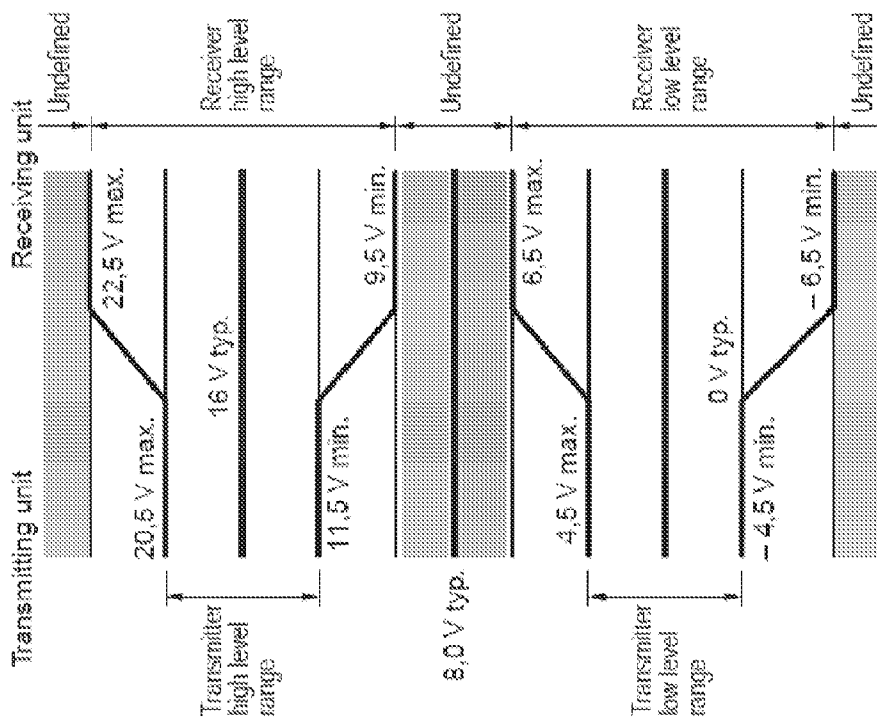 Transmitting unit
Receiving unit
Undefined
22,5 V max.
20,5 V max.
Receiver
high level
range
Transmitter
high level
range
16 V typ.
11,5 V min.
9,5 V min.
Undefined
8,0 V typ.
6,5 V max.
4,5 V max.
Receiver
low level
range
Transmitter
low level
range
0 V typ.
– 4,5 V min.
– 6,5 V min.
Undefined